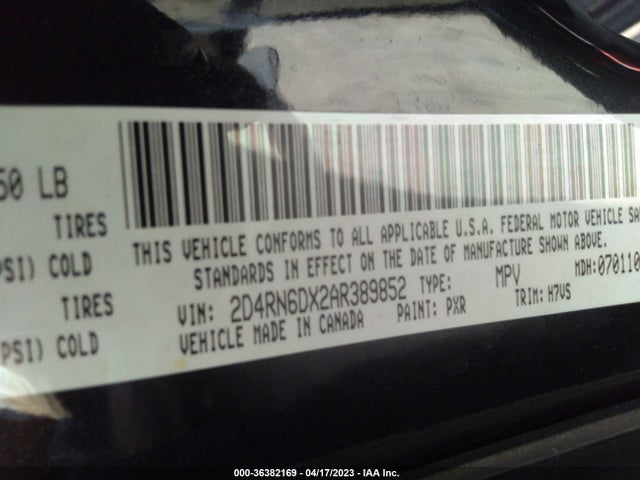 50 LB
TIRES
PSI) COLD
TIRES
PSI) COLD
THIS VEHICLE CONFORMS TO ALL APPLICABLE U.S.A. FEDERAL MOTOR VEHICLE SA
STANDARDS IN EFFECT ON THE DATE OF MANUFACTURE SHOWN ABOVE.
VIN: 2D4RN6DX2AR389852 TYPE: MPV MDH: 070110
VEHICLE MADE IN CANADA PAINT: PXR TRIM: H7VS
000-36382169 - 04/17/2023 - IAA Inc.